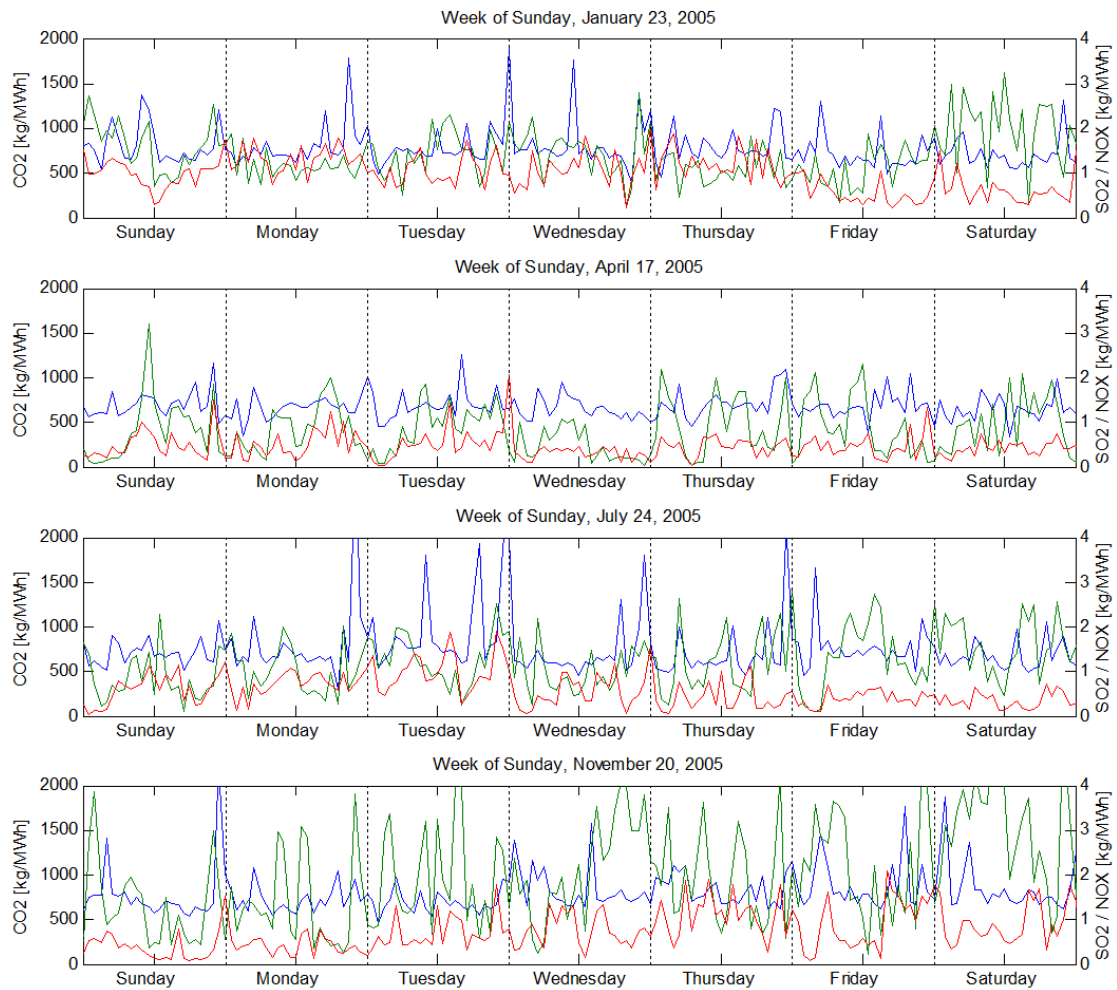 Week of Sunday, January 23, 2005
2000 4
1500 3
1000 2
500 1
0 0
CO2 [kg/MWh]
SO2 / NOX [kg/MWh]
Sunday Monday Tuesday Wednesday Thursday Friday Saturday
Week of Sunday, April 17, 2005
2000 4
1500 3
1000 2
500 1
0 0
CO2 [kg/MWh]
SO2 / NOX [kg/MWh]
Sunday Monday Tuesday Wednesday Thursday Friday Saturday
Week of Sunday, July 24, 2005
2000 4
1500 3
1000 2
500 1
0 0
CO2 [kg/MWh]
SO2 / NOX [kg/MWh]
Sunday Monday Tuesday Wednesday Thursday Friday Saturday
Week of Sunday, November 20, 2005
2000 4
1500 3
1000 2
500 1
0 0
CO2 [kg/MWh]
SO2 / NOX [kg/MWh]
Sunday Monday Tuesday Wednesday Thursday Friday Saturday